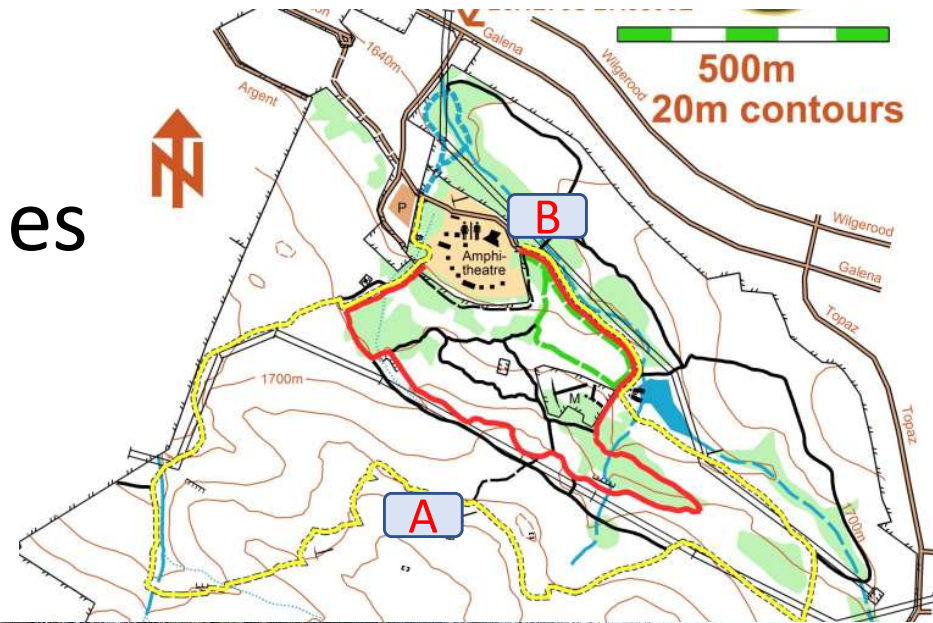 Galena
Wilgerood
500m
20m contours
1640m
Argent
N
es
P
B
Amphi-
theatre
Wilgerood
Galena
Topaz
1700m
M
Topaz
A
1700m